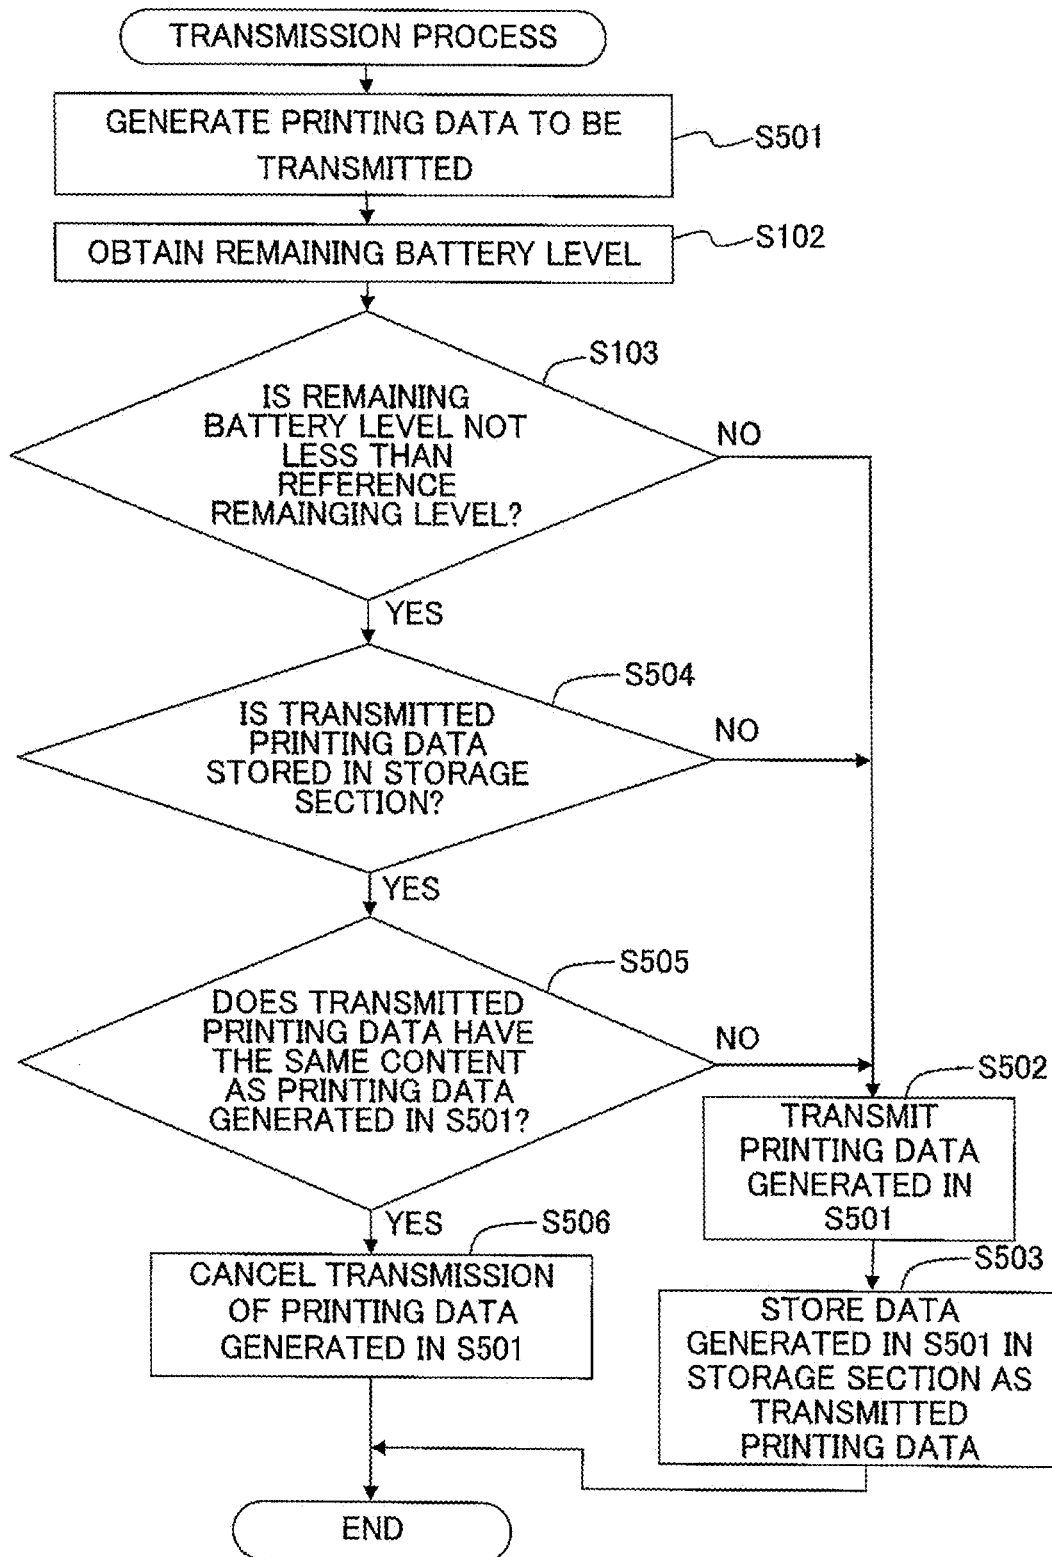 TRANSMISSION PROCESS
GENERATE PRINTING DATA TO BE
TRANSMITTED
S501
OBTAIN REMAINING BATTERY LEVEL
S102
S103
IS REMAINING
BATTERY LEVEL NOT
LESS THAN
REFERENCE
REMAINGING LEVEL?
NO
YES
S504
IS TRANSMITTED
PRINTING DATA
STORED IN STORAGE
SECTION?
NO
YES
S505
DOES TRANSMITTED
PRINTING DATA HAVE
THE SAME CONTENT
AS PRINTING DATA
GENERATED IN S501?
NO
YES
S502
TRANSMIT
PRINTING DATA
GENERATED IN
S501
S506
CANCEL TRANSMISSION
OF PRINTING DATA
GENERATED IN S501
S503
STORE DATA
GENERATED IN S501 IN
STORAGE SECTION AS
TRANSMITTED
PRINTING DATA
END